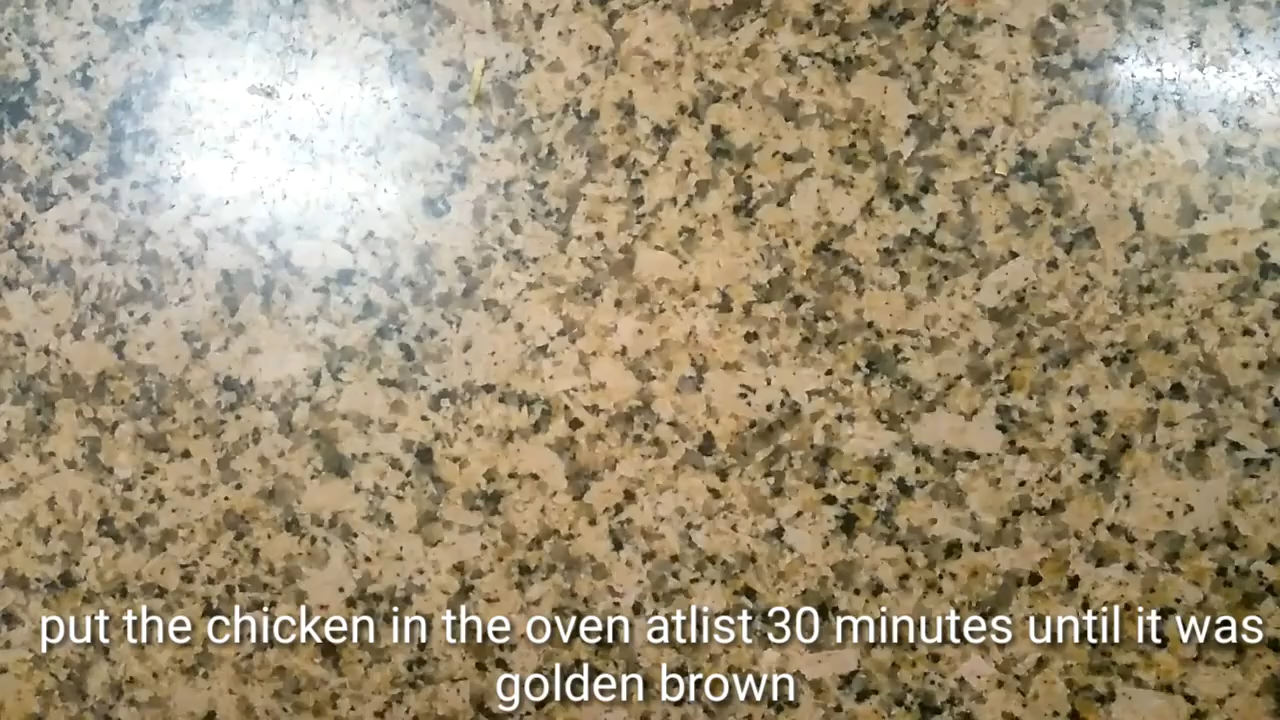 put the chicken in the oven atlist 30 minutes until it was
golden brown